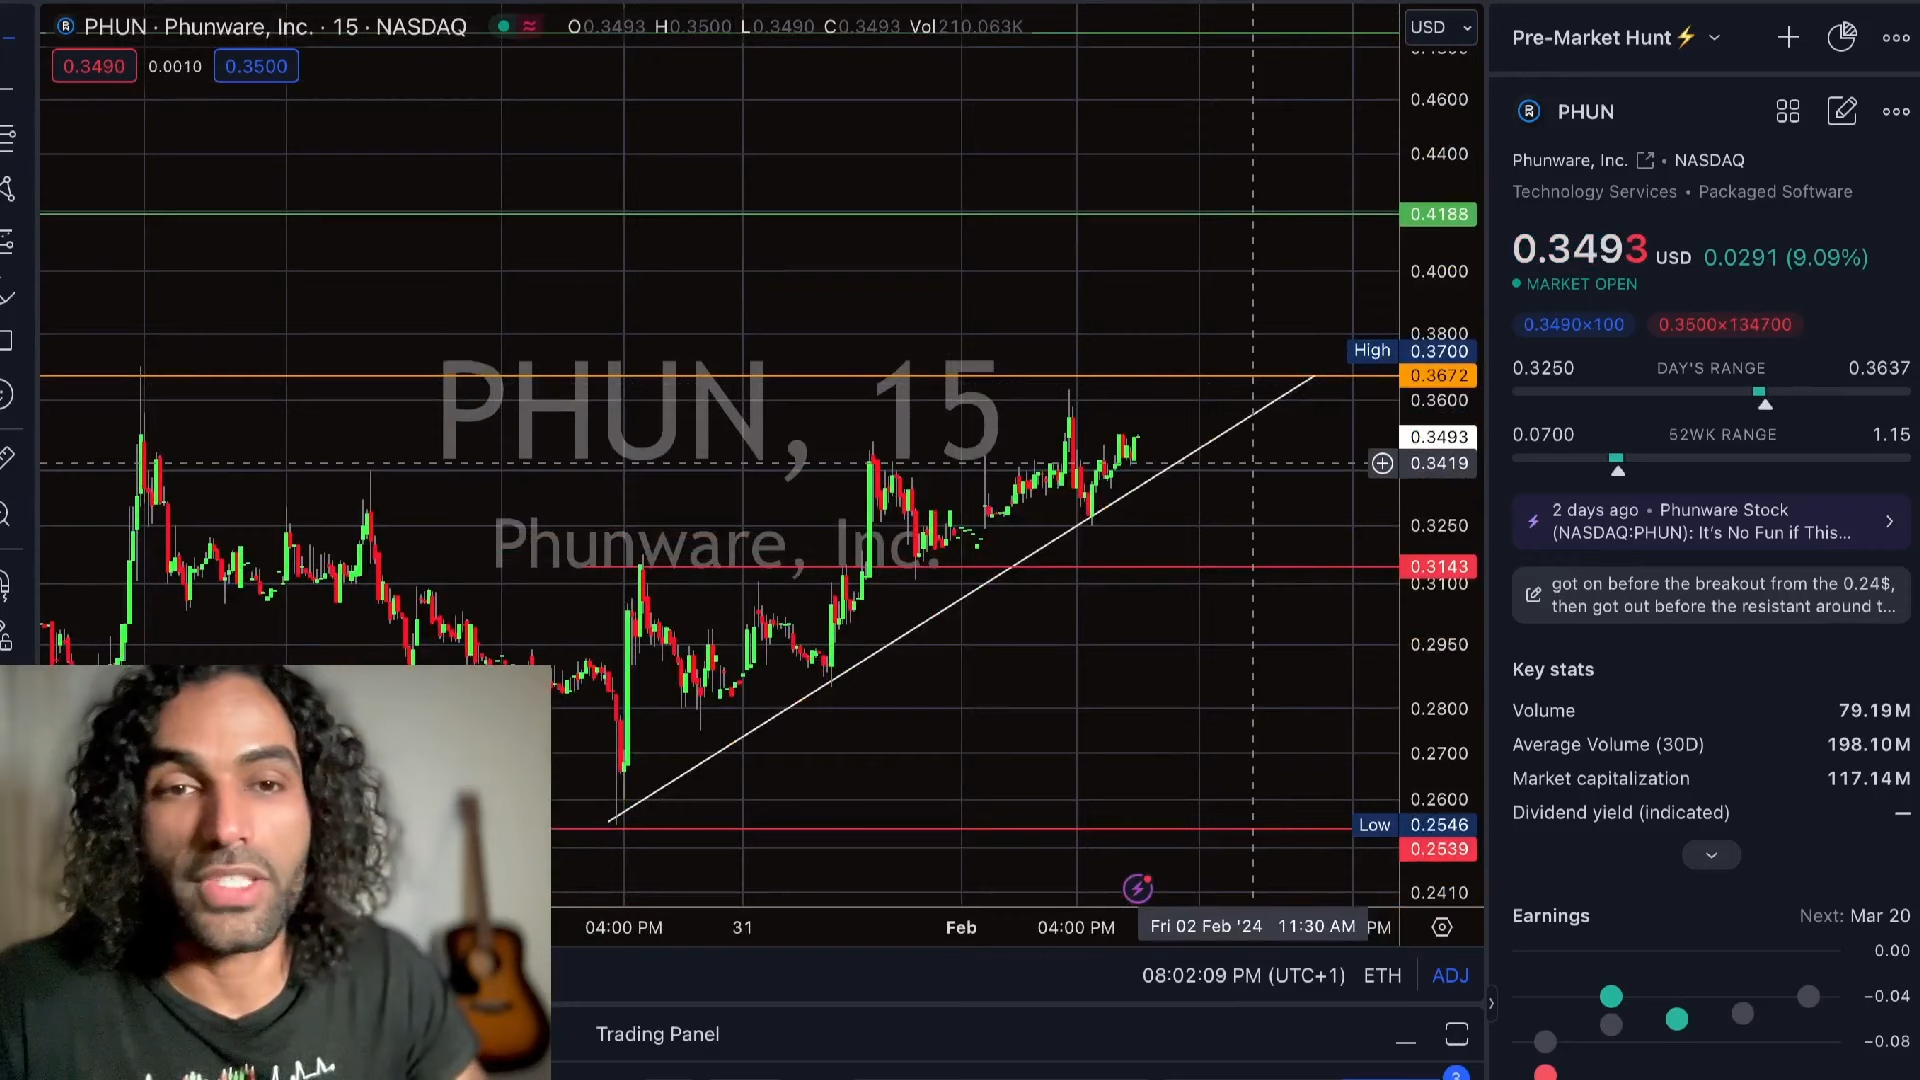 PHUN · Phunware, Inc. · 15 · NASDAQ
O0.3493 H0.3500 L0.3490 C0.3493 Vol210.063K
0.3490 0.0010 0.3500
USD
0.4600
0.4400
0.4188
0.4000
0.3800
High 0.3700
0.3672
0.3600
0.3493
0.3419
0.3250
0.3143
0.3100
0.2950
0.2800
0.2700
0.2600
Low 0.2546
0.2539
0.2410
PHUN, 15
Phunware, Inc.
04:00 PM 31 Feb 04:00 PM Fri 02 Feb '24 11:30 AM PM
08:02:09 PM (UTC+1) ETH ADJ
Trading Panel
Pre-Market Hunt⚡
PHUN
Phunware, Inc. • NASDAQ
Technology Services • Packaged Software
0.3493 USD 0.0291 (9.09%)
MARKET OPEN
0.3490×100 0.3500×134700
0.3250 DAY'S RANGE 0.3637
0.0700 52WK RANGE 1.15
2 days ago • Phunware Stock
(NASDAQ:PHUN): It's No Fun if This...
got on before the breakout from the 0.24$,
then got out before the resistant around t...
Key stats
Volume 79.19M
Average Volume (30D) 198.10M
Market capitalization 117.14M
Dividend yield (indicated) —
Earnings Next: Mar 20
0.00
−0.04
−0.08